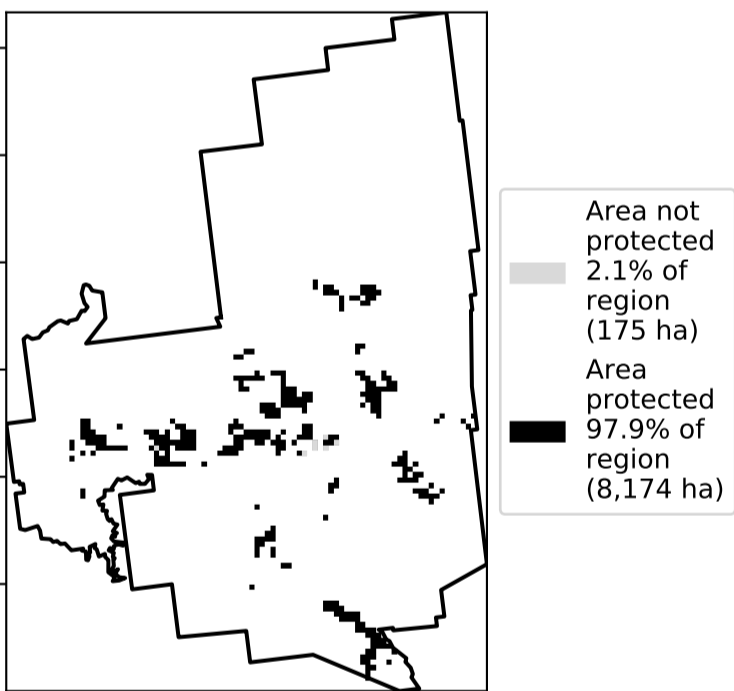 Area not
protected
2.1% of
region
(175 ha)
Area
protected
97.9% of
region
(8,174 ha)